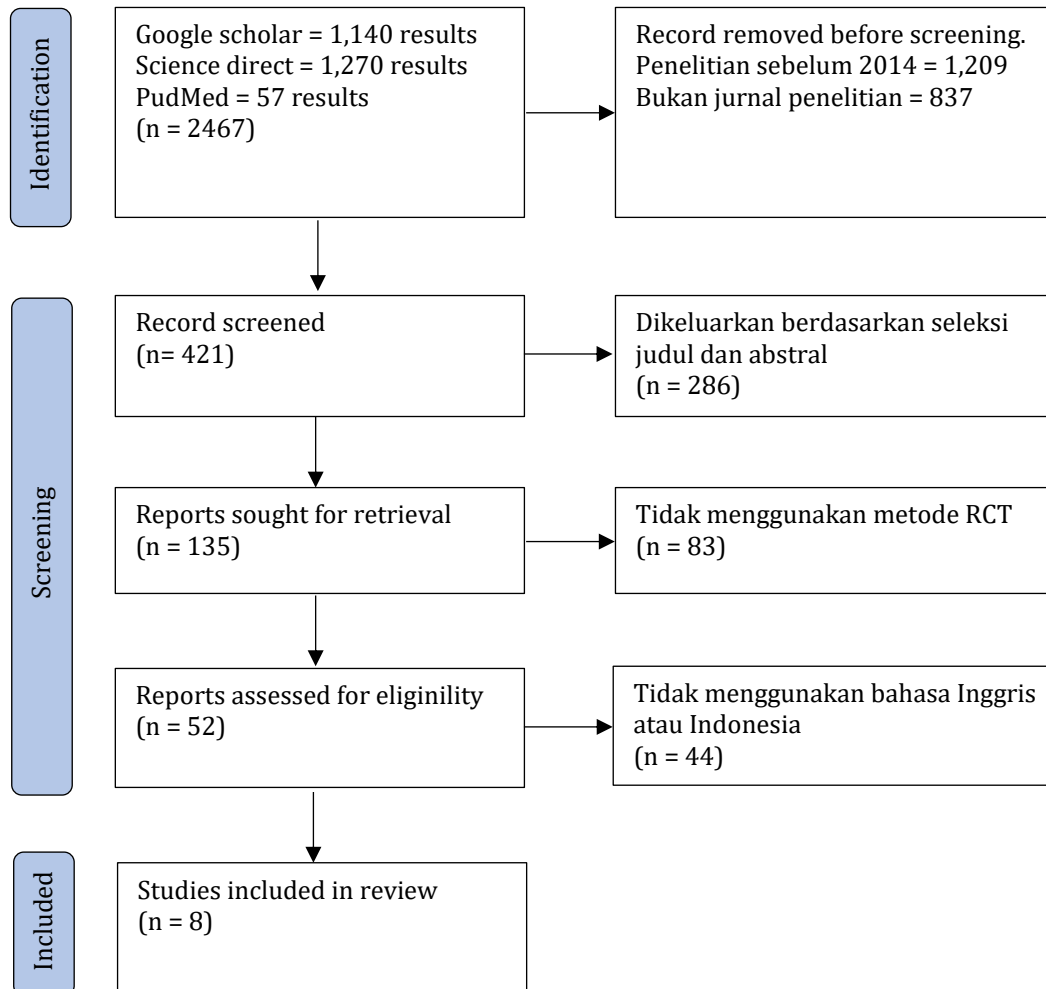 Identification
Google scholar = 1,140 results
Science direct = 1,270 results
PudMed = 57 results
(n = 2467)
Record removed before screening.
Penelitian sebelum 2014 = 1,209
Bukan jurnal penelitian = 837
Screening
Record screened
(n= 421)
Dikeluarkan berdasarkan seleksi
judul dan abstral
(n = 286)
Reports sought for retrieval
(n = 135)
Tidak menggunakan metode RCT
(n = 83)
Reports assessed for eliginility
(n = 52)
Tidak menggunakan bahasa Inggris
atau Indonesia
(n = 44)
Included
Studies included in review
(n = 8)